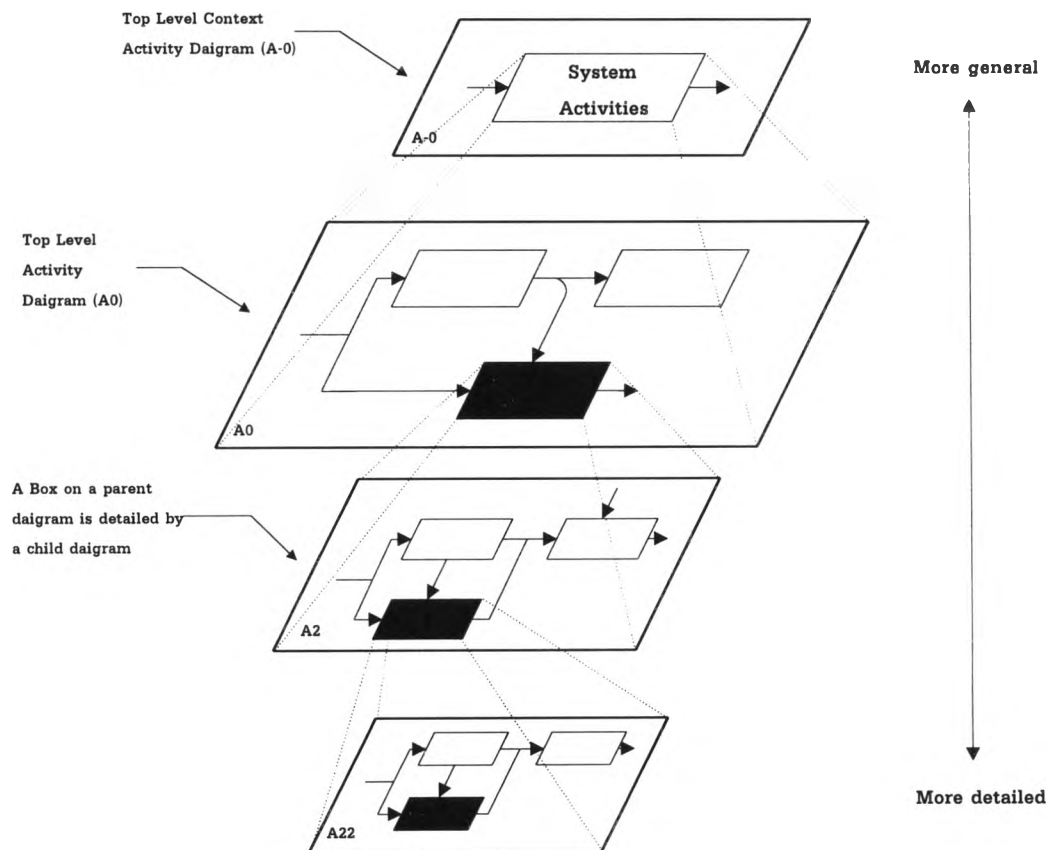 Top Level Context
Activity Daigram (A-0)
System
Activities
A-0
More general
Top Level
Activity
Daigram (A0)
A0
A Box on a parent
daigram is detailed by
a child daigram
A2
A22
More detailed